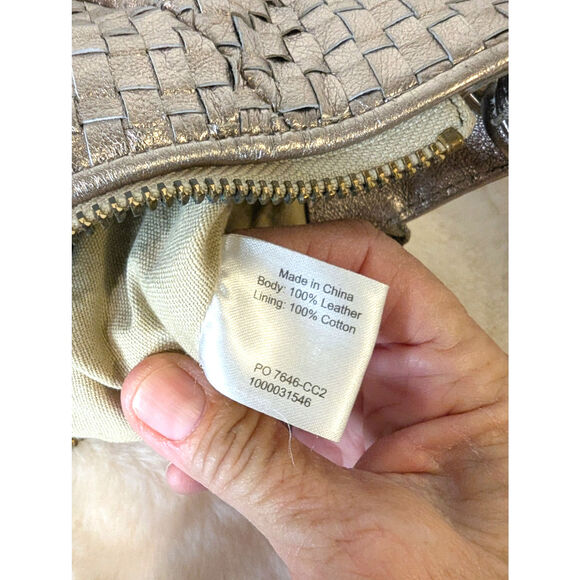 Made in China
Body: 100% Leather
Lining: 100% Cotton
PO 7646-CC2
1000031546